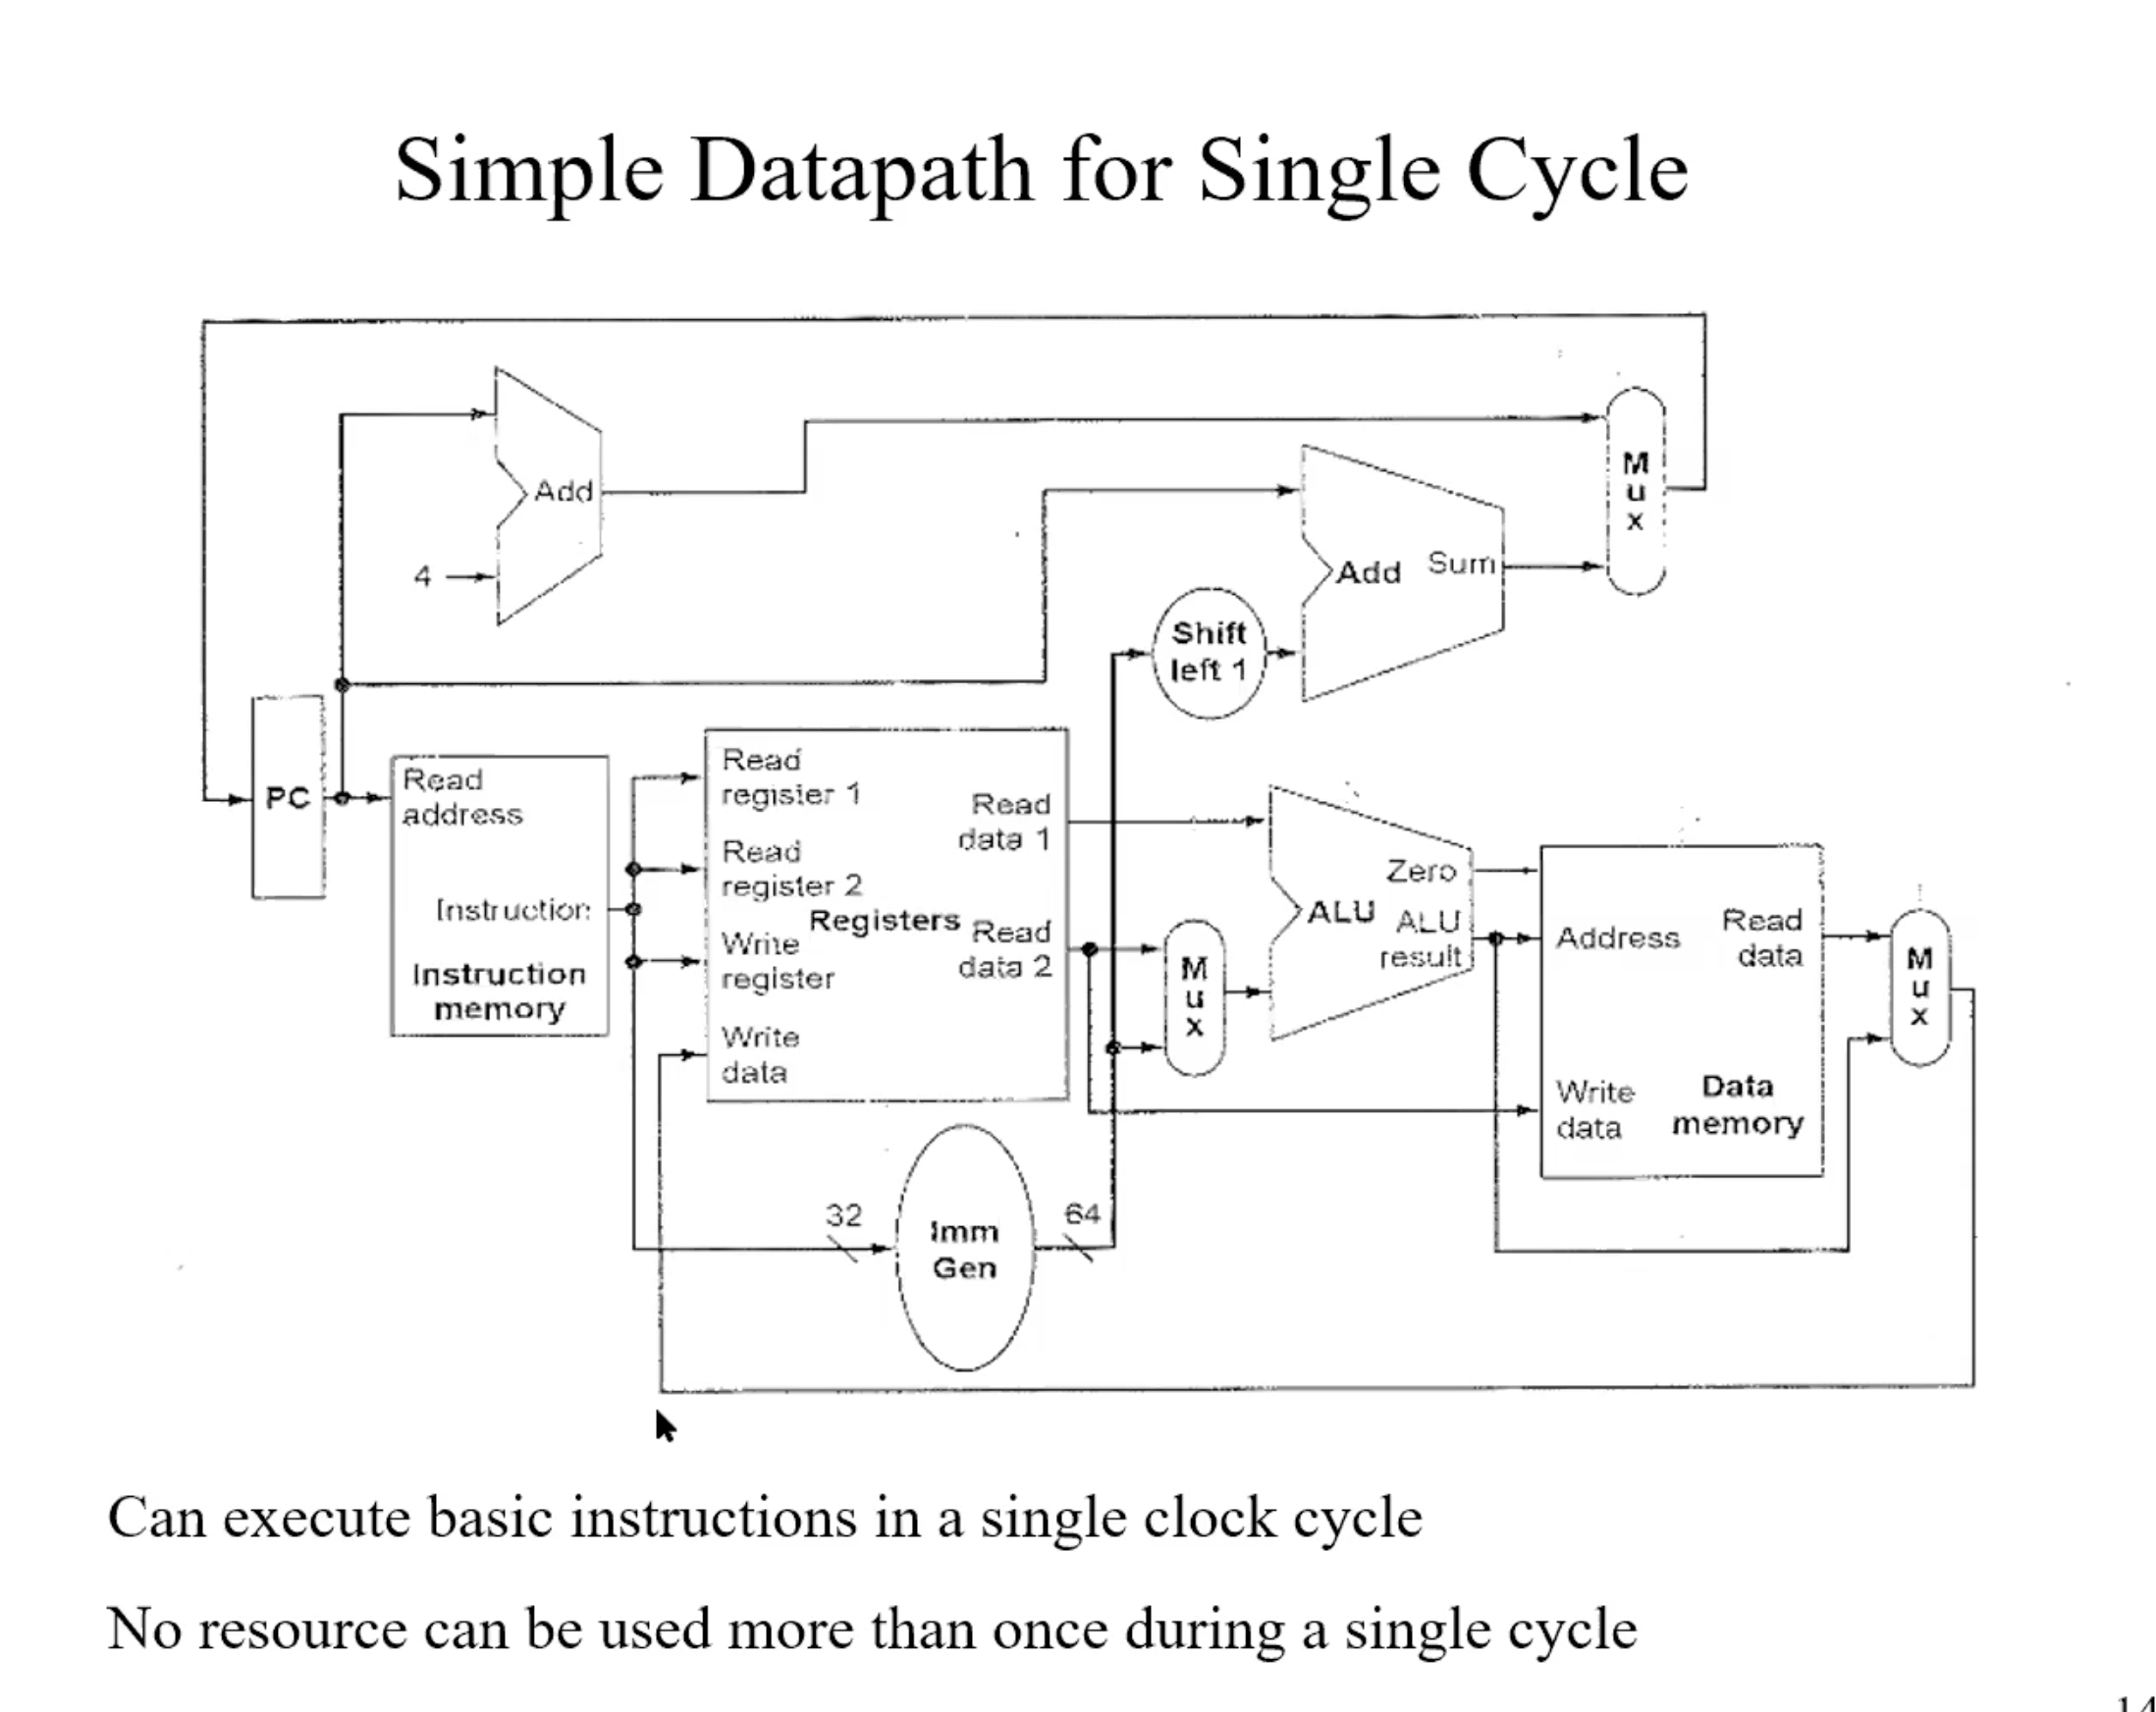 Simple Datapath for Single Cycle
Add
4
M
u
x
Add Sum
Shift
left 1
PC
Read
address
Instruction
Instruction
memory
Read
register 1
Read
register 2
Write
register
Write
data
Registers
Read
data 1
Read
data 2
M
u
x
Zero
ALU
ALU
result
Address
Read
data
Write
data
Data
memory
M
u
x
32
Imm
Gen
64
Can execute basic instructions in a single clock cycle
No resource can be used more than once during a single cycle
14